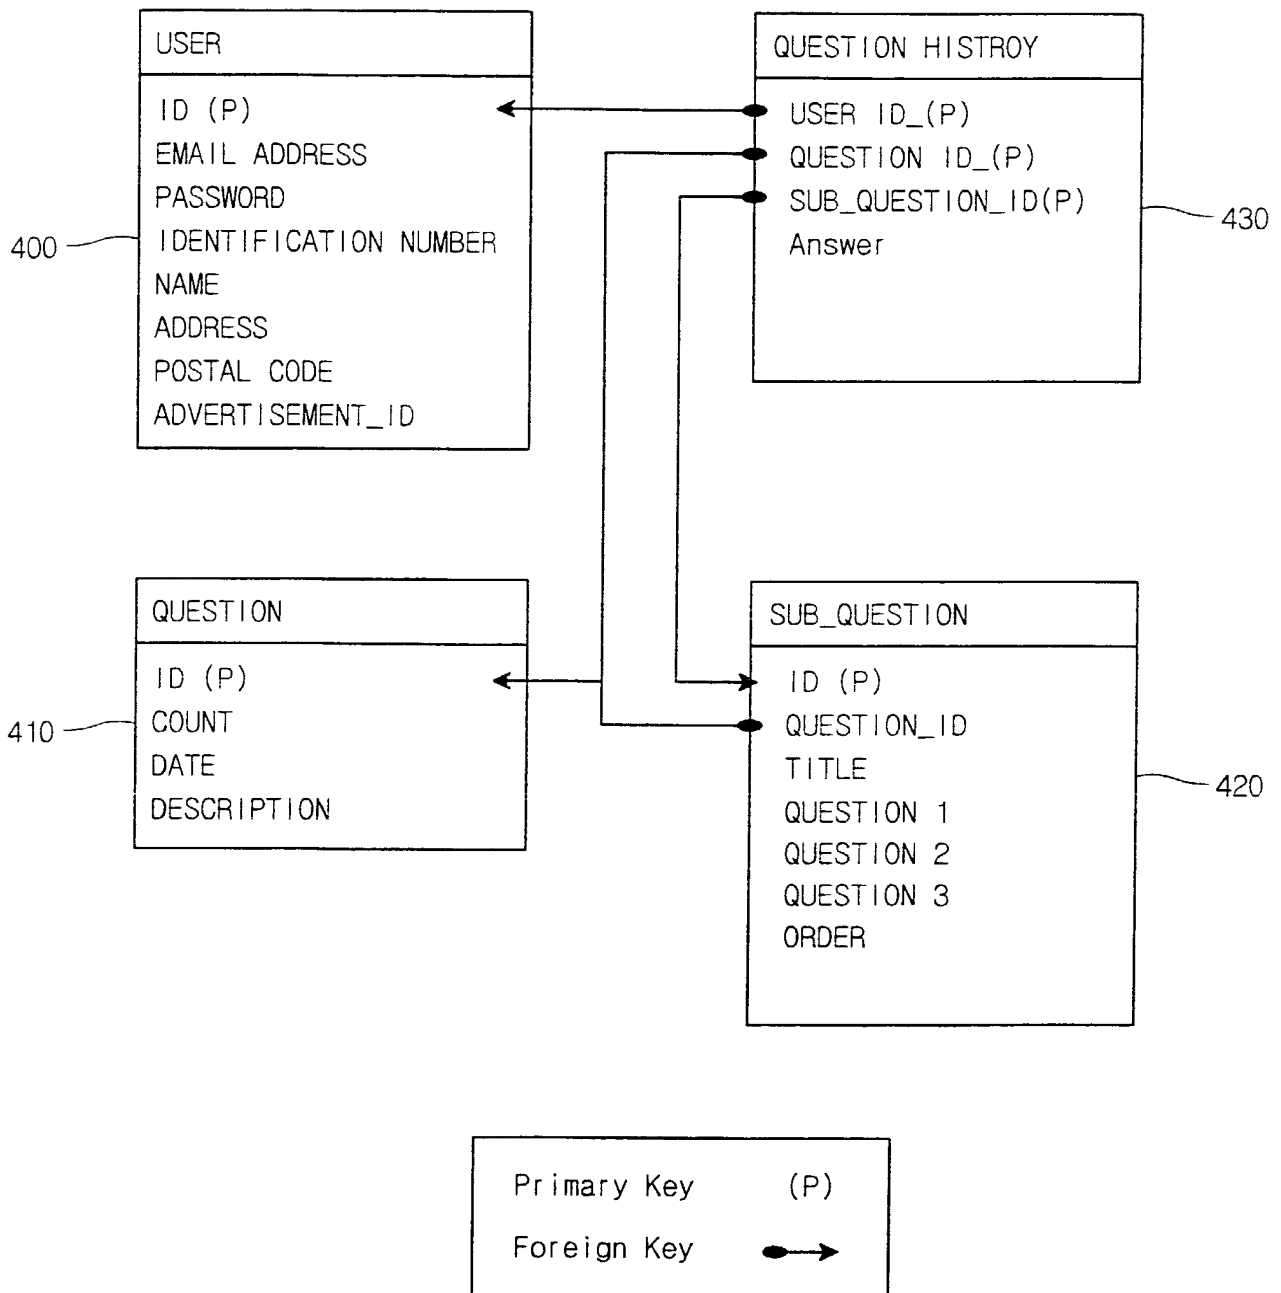 USER
ID (P)
EMAIL ADDRESS
PASSWORD
IDENTIFICATION NUMBER
NAME
ADDRESS
POSTAL CODE
ADVERTISEMENT_ID
400
QUESTION HISTROY
USER ID_(P)
QUESTION ID_(P)
SUB_QUESTION_ID(P)
Answer
430
QUESTION
ID (P)
COUNT
DATE
DESCRIPTION
410
SUB_QUESTION
ID (P)
QUESTION_ID
TITLE
QUESTION 1
QUESTION 2
QUESTION 3
ORDER
420
Primary Key (P)
Foreign Key